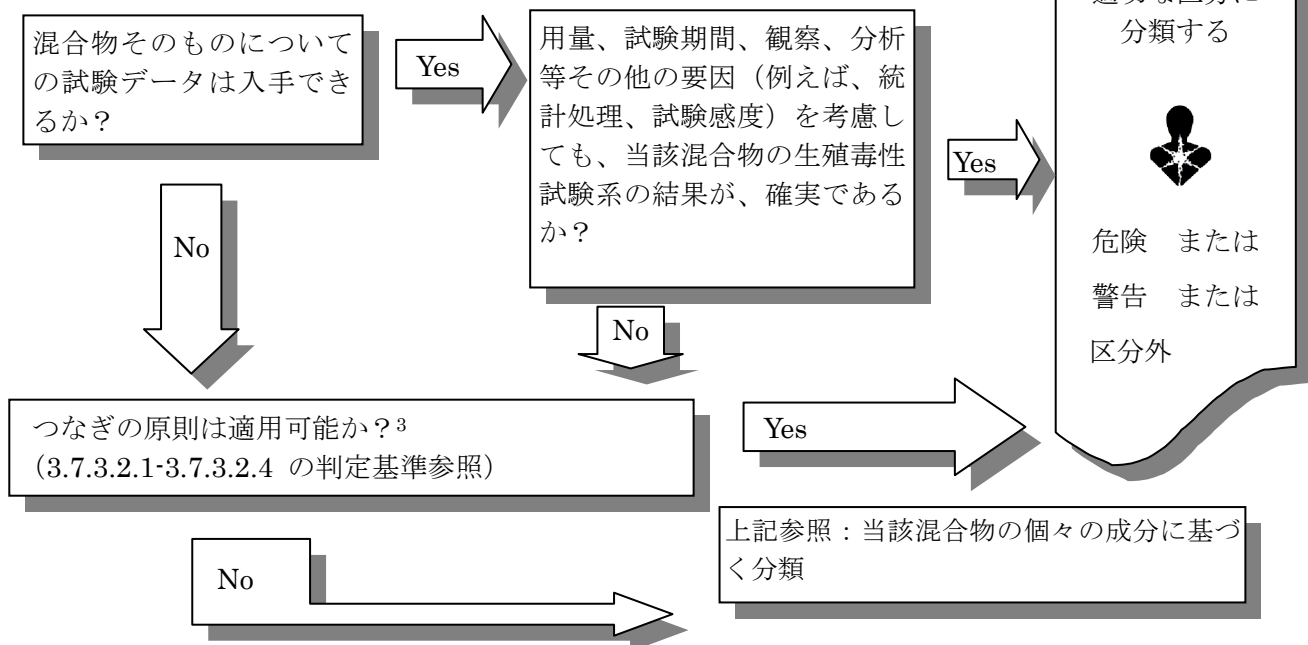 混合物そのものについて
の試験データは入手でき
るか?
Yes
用量、試験期間、観察、分析
等その他の要因(例えば、統
計処理、試験感度)を考慮し
ても、当該混合物の生殖毒性
試験系の結果が、確実である
か?
Yes
適切な区分に
分類する
危険 または
警告 または
区分外
No
No
つなぎの原則は適用可能か?³
(3.7.3.2.1-3.7.3.2.4 の判定基準参照)
Yes
No
上記参照:当該混合物の個々の成分に基づ
く分類